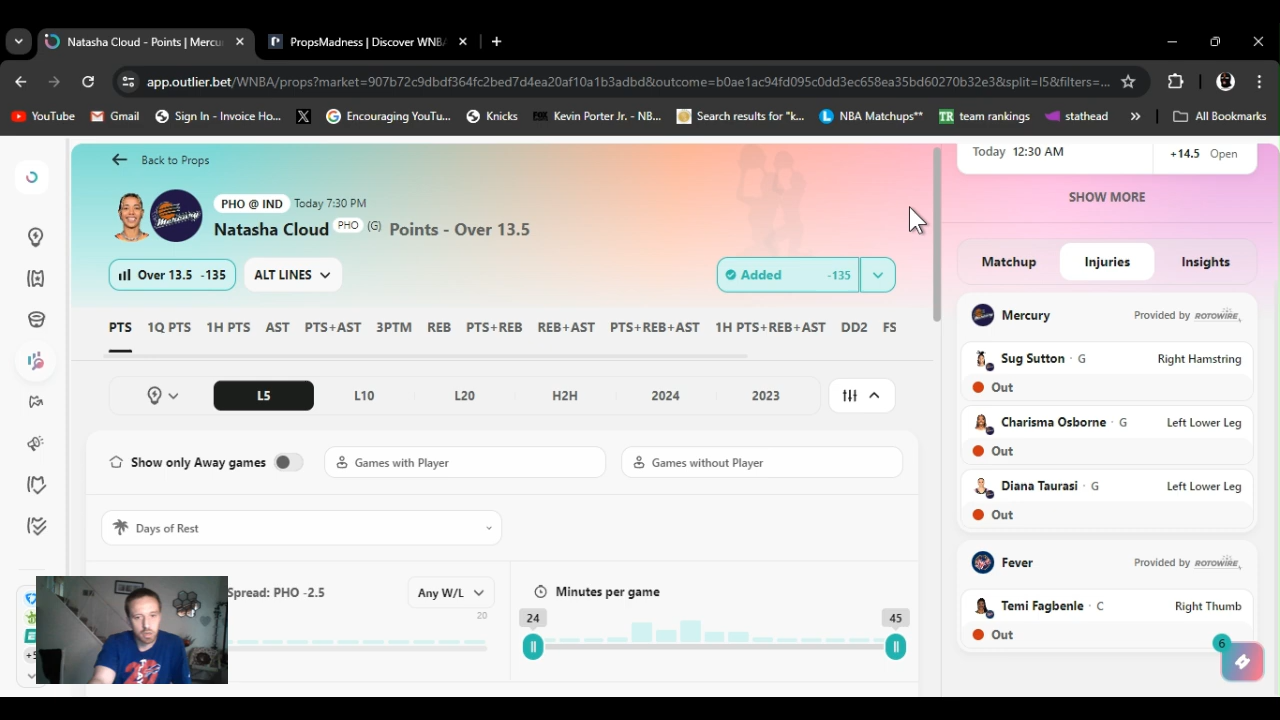 Natasha Cloud - Points | Mercu
PropsMadness | Discover WNBA
app.outlier.bet/WNBA/props?market=907b72c9dbdf364fc2bed7d4ea20af10a1b3adbd&outcome=b0ae1ac94fd095c0dd3ec658ea35bd60270b32e3&split=l5&filters=...
YouTube Gmail Sign In - Invoice Ho... Encouraging YouTu... Knicks Kevin Porter Jr. - NB... Search results for "k... NBA Matchups** TR team rankings stathead » All Bookmarks
Back to Props
PHO @ IND Today 7:30 PM
Natasha Cloud PHO (G) Points - Over 13.5
Over 13.5 -135 ALT LINES
Added -135
PTS 1Q PTS 1H PTS AST PTS+AST 3PTM REB PTS+REB REB+AST PTS+REB+AST 1H PTS+REB+AST DD2 FS
L5 L10 L20 H2H 2024 2023
Show only Away games Games with Player Games without Player
Days of Rest
Spread: PHO -2.5 Any W/L
20
Minutes per game
24 45
Today 12:30 AM +14.5 Open
SHOW MORE
Matchup Injuries Insights
Mercury Provided by ROTOWIRE
Sug Sutton · G Right Hamstring
Out
Charisma Osborne · G Left Lower Leg
Out
Diana Taurasi · G Left Lower Leg
Out
Fever Provided by ROTOWIRE
Temi Fagbenle · C Right Thumb
Out
6